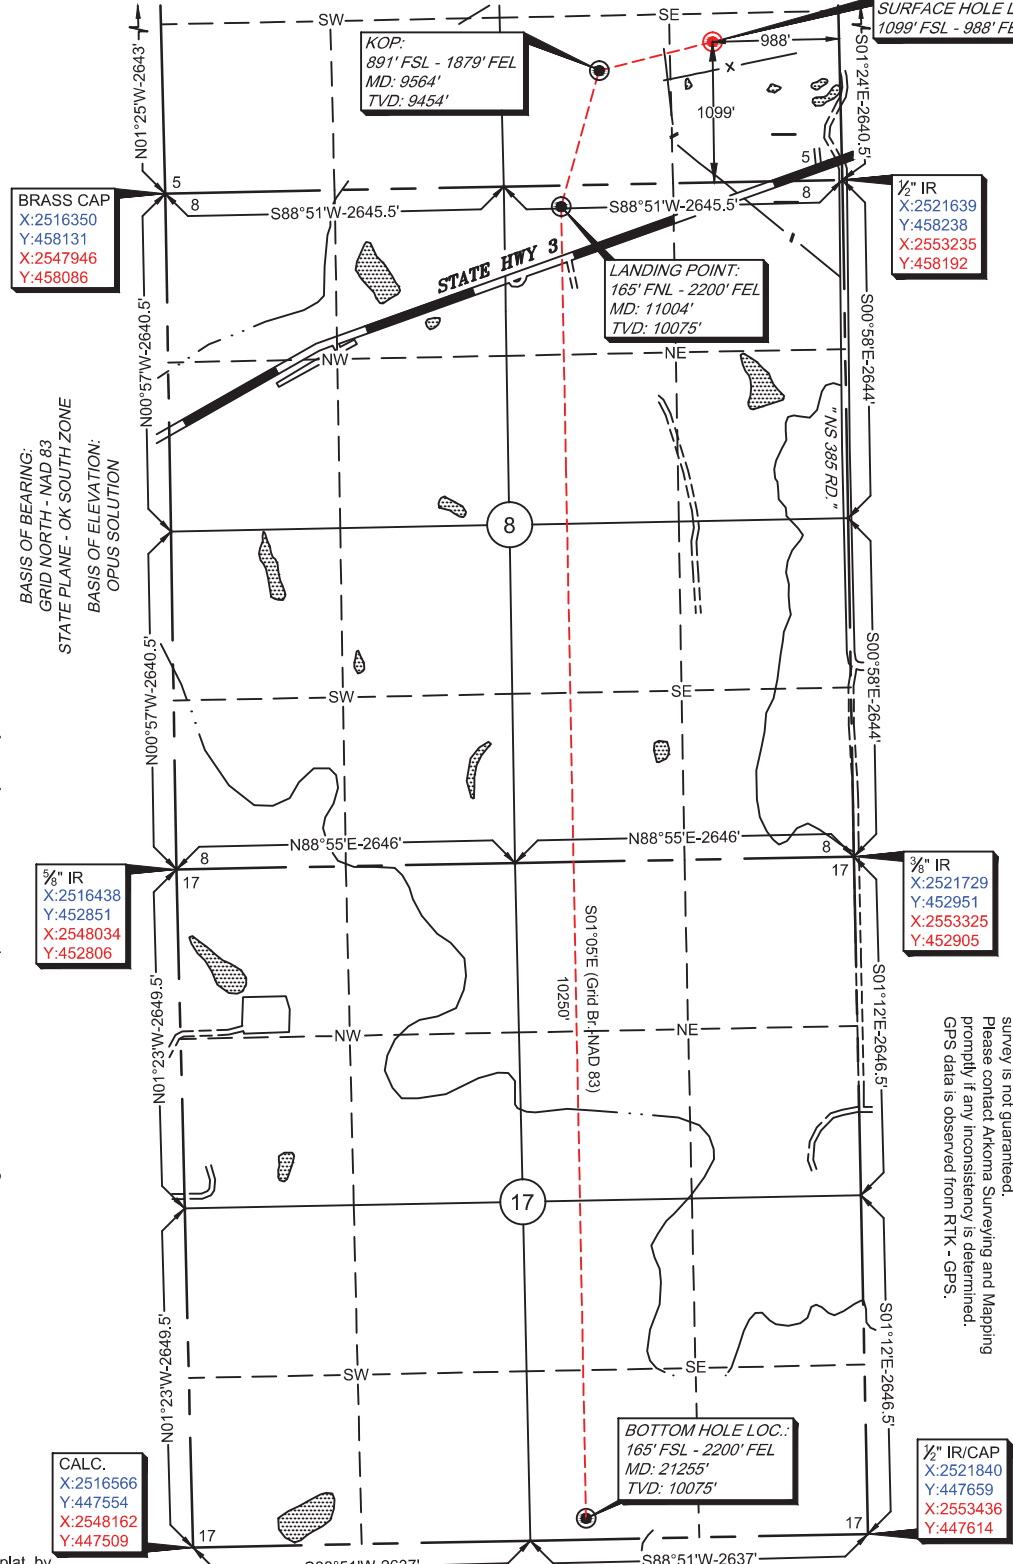 SW
SE
SURFACE HOLE L
1099' FSL - 988' FE
KOP:
891' FSL - 1879' FEL
MD: 9564'
TVD: 9454'
988'
1099'
N01°25'W-2643'
S01°24'E-2640.5'
5
8
5
8
BRASS CAP
X:2516350
Y:458131
X:2547946
Y:458086
S88°51'W-2645.5'
S88°51'W-2645.5'
½" IR
X:2521639
Y:458238
X:2553235
Y:458192
STATE HWY 3
LANDING POINT:
165' FNL - 2200' FEL
MD: 11004'
TVD: 10075'
N00°57'W-2640.5'
S00°58'E-2644'
NW
NE
"NS 385 RD."
BASIS OF BEARING:
GRID NORTH - NAD 83
STATE PLANE - OK SOUTH ZONE
BASIS OF ELEVATION:
OPUS SOLUTION
8
N00°57'W-2640.5'
S00°58'E-2644'
SW
SE
N88°55'E-2646'
N88°55'E-2646'
8
17
8
17
⅝" IR
X:2516438
Y:452851
X:2548034
Y:452806
⅜" IR
X:2521729
Y:452951
X:2553325
Y:452905
S01°05'E (Grid Br.-NAD 83)
10250'
N01°23'W-2649.5'
S01°12'E-2646.5'
NW
NE
survey is not guaranteed.
Please contact Arkoma Surveying and Mapping
promptly if any inconsistency is determined.
GPS data is observed from RTK - GPS.
17
N01°23'W-2649.5'
S01°12'E-2646.5'
SW
SE
BOTTOM HOLE LOC.:
165' FSL - 2200' FEL
MD: 21255'
TVD: 10075'
CALC.
X:2516566
Y:447554
X:2548162
Y:447509
½" IR/CAP
X:2521840
Y:447659
X:2553436
Y:447614
17
17
S88°51'W-2637'
S88°51'W-2637'
plat, by